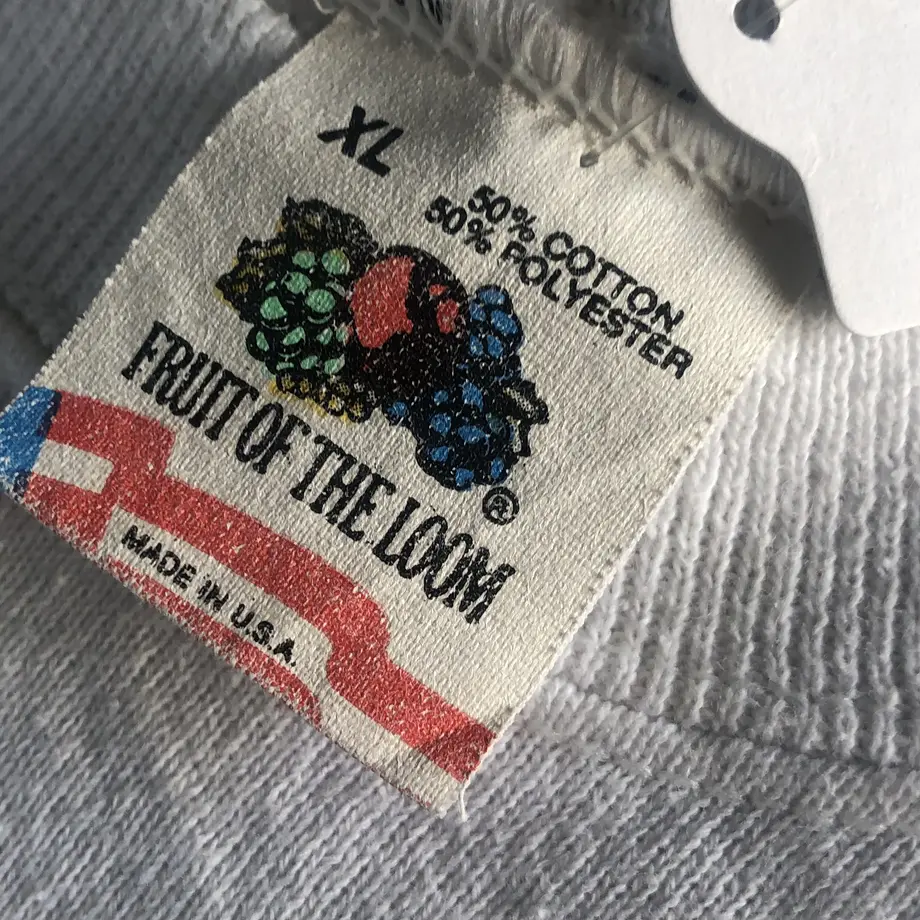 XL
50% COTTON
50% POLYESTER
FRUIT OF THE LOOM
®
MADE IN U.S.A.